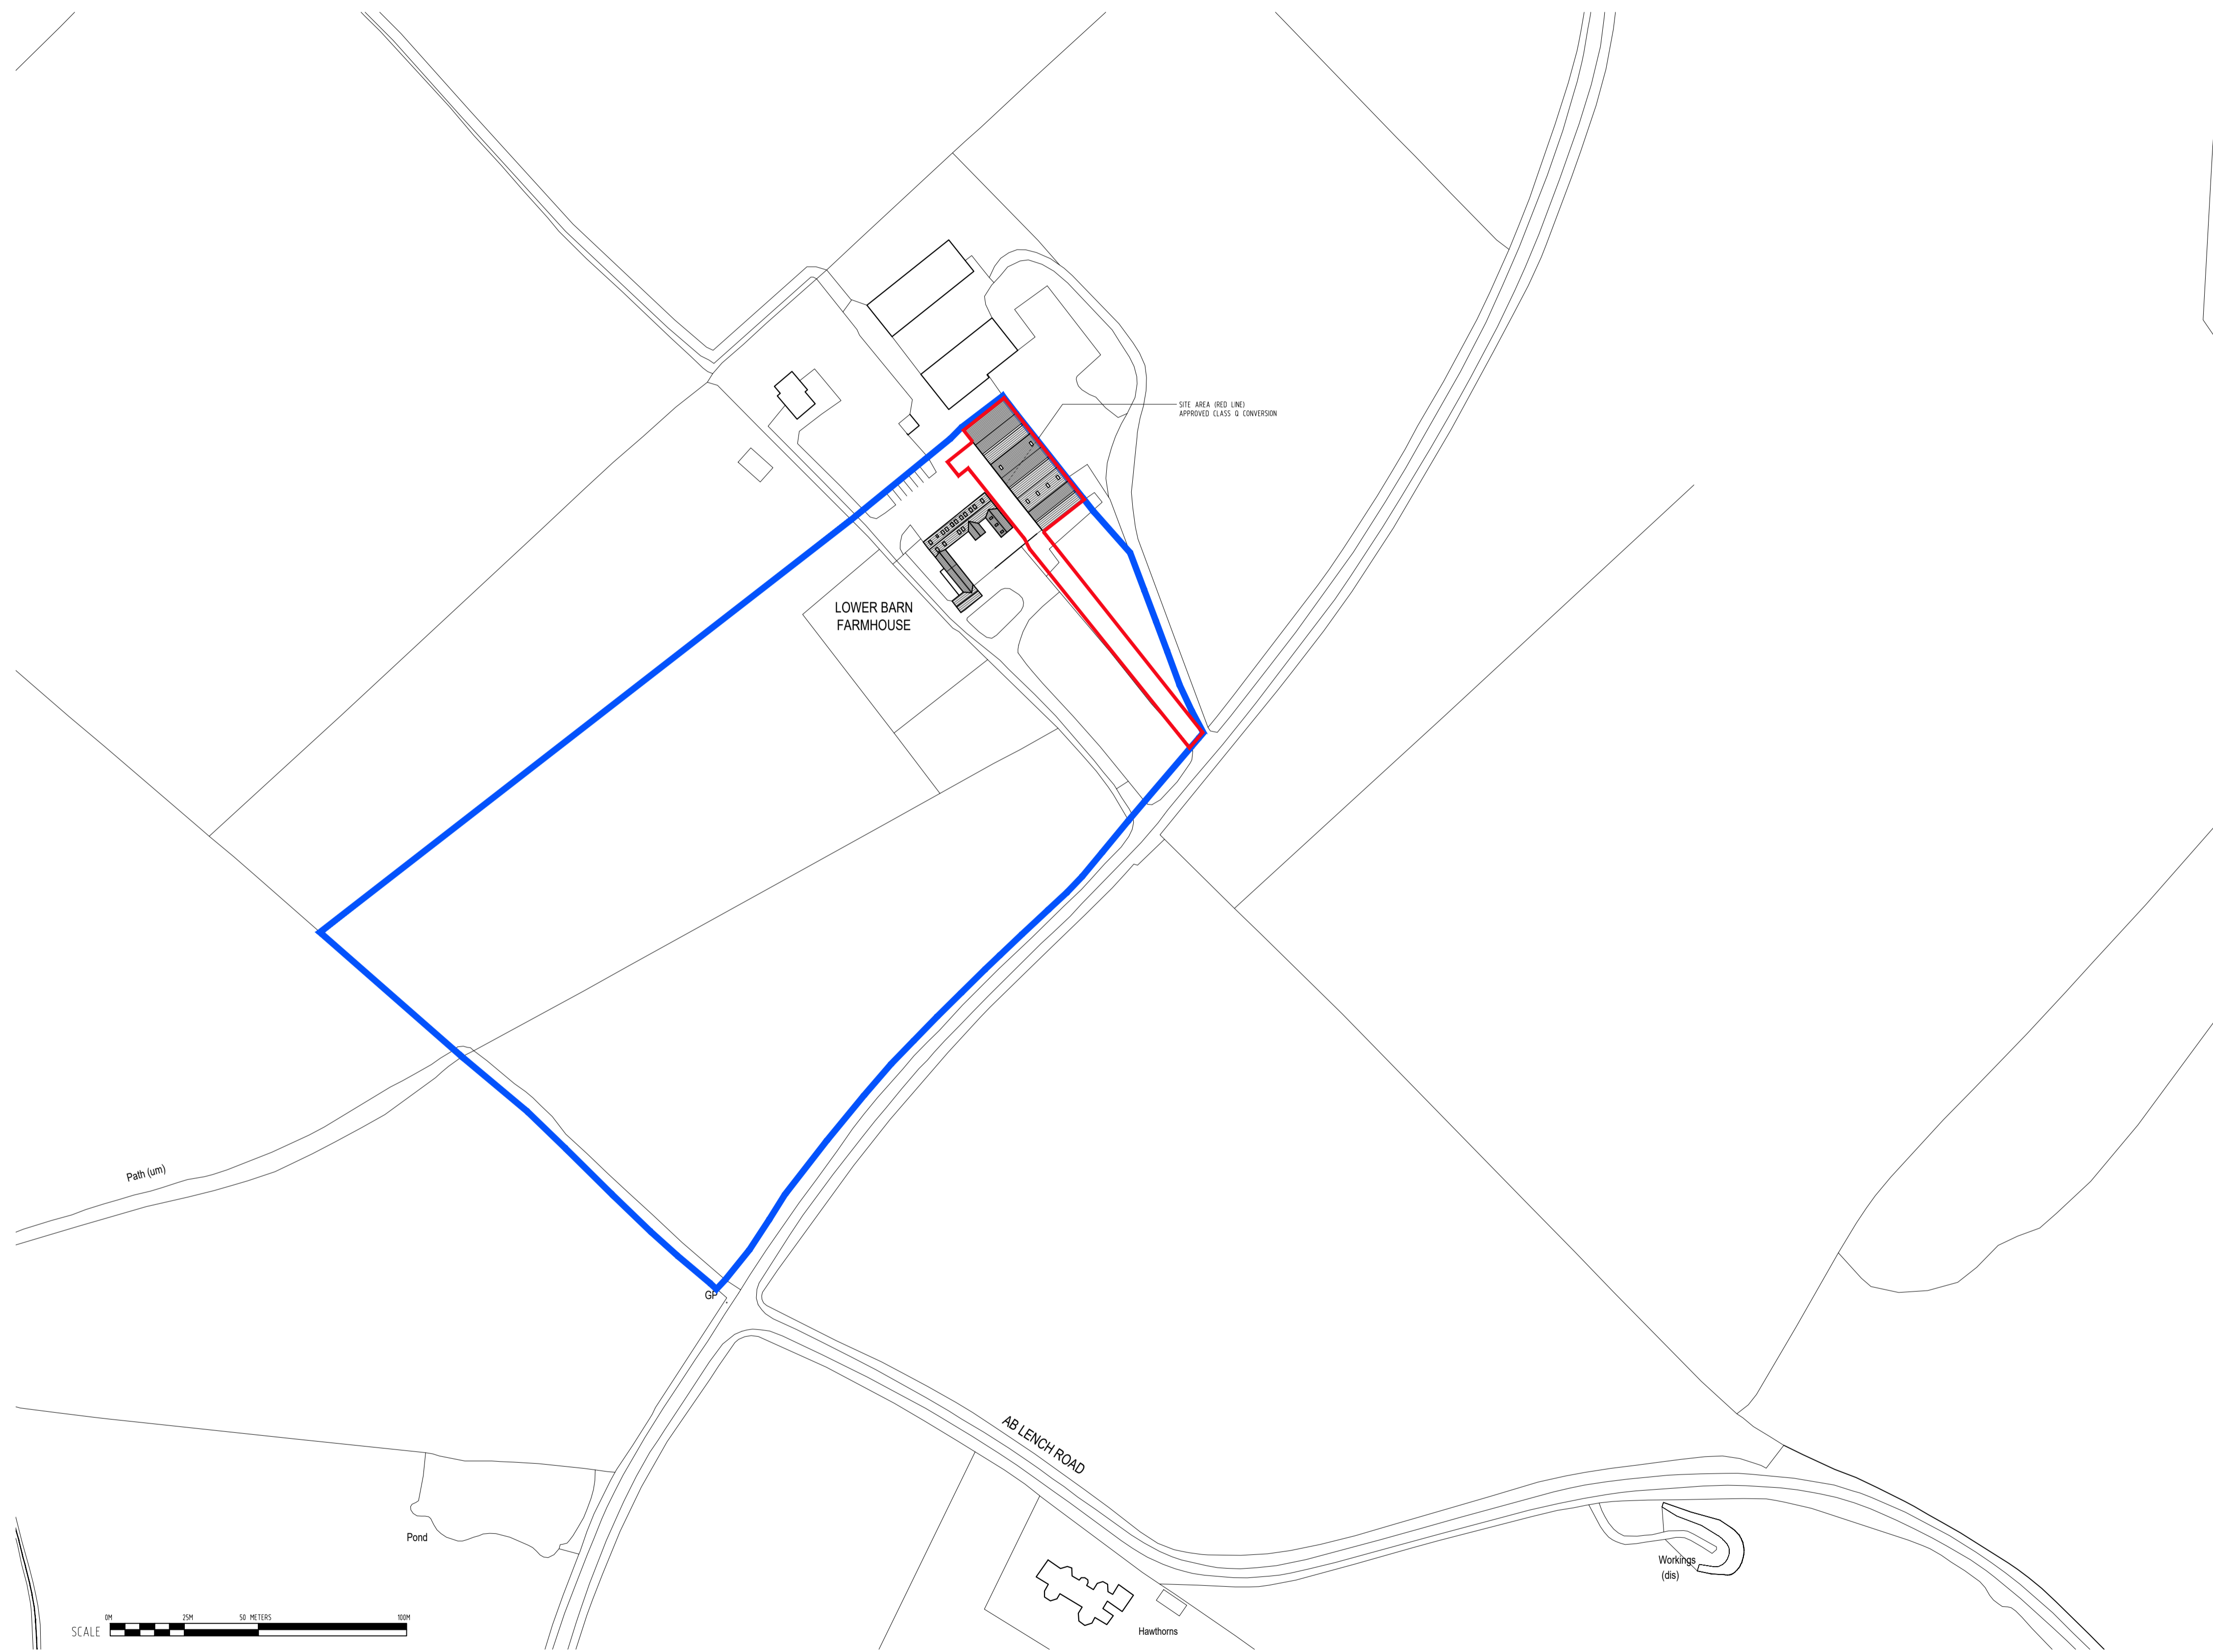 SITE AREA (RED LINE)
APPROVED CLASS Q CONVERSION
LOWER BARN
FARMHOUSE
Path (um)
GP
AB LENCH ROAD
Pond
Workings
(dis)
Hawthorns
0M 25M 50 METERS 100M
SCALE